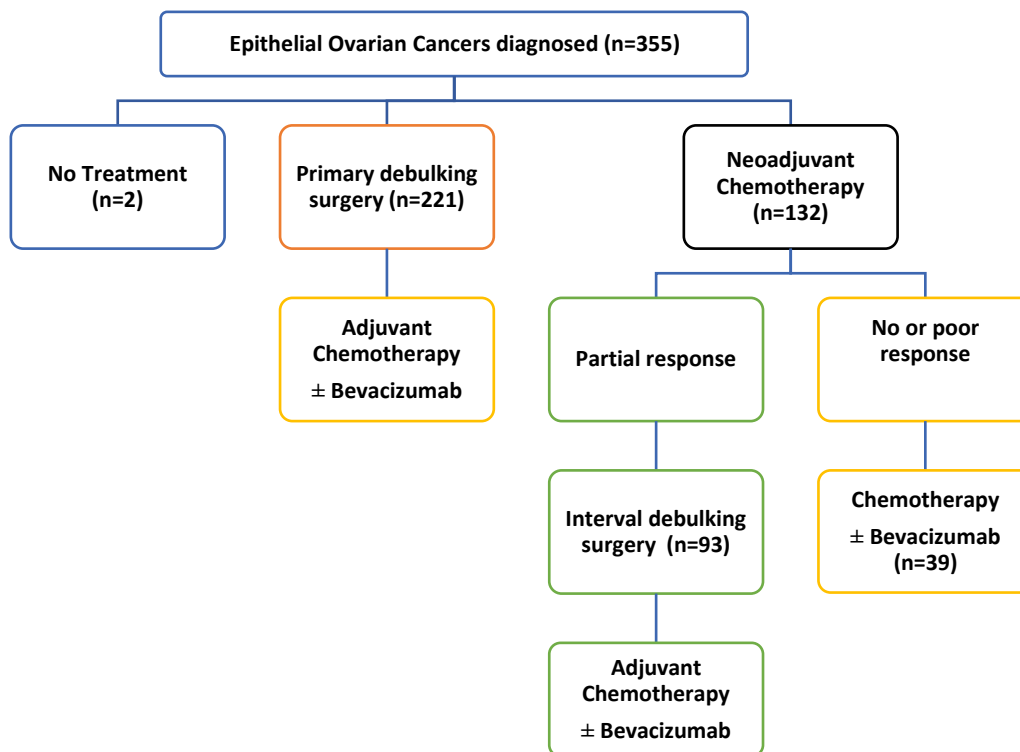 Epithelial Ovarian Cancers diagnosed (n=355)
No Treatment
(n=2)
Primary debulking
surgery (n=221)
Neoadjuvant
Chemotherapy
(n=132)
Adjuvant
Chemotherapy
± Bevacizumab
Partial response
No or poor
response
Interval debulking
surgery (n=93)
Chemotherapy
± Bevacizumab
(n=39)
Adjuvant
Chemotherapy
± Bevacizumab